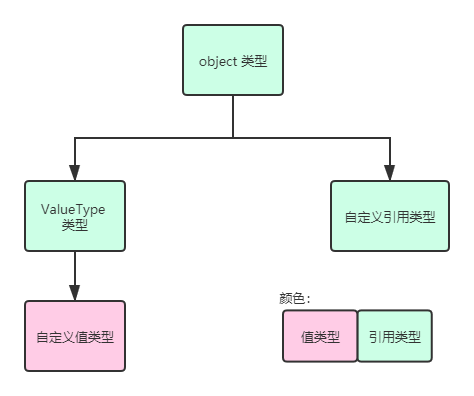 object 类型
ValueType
类型
自定义引用类型
自定义值类型
颜色：
值类型
引用类型